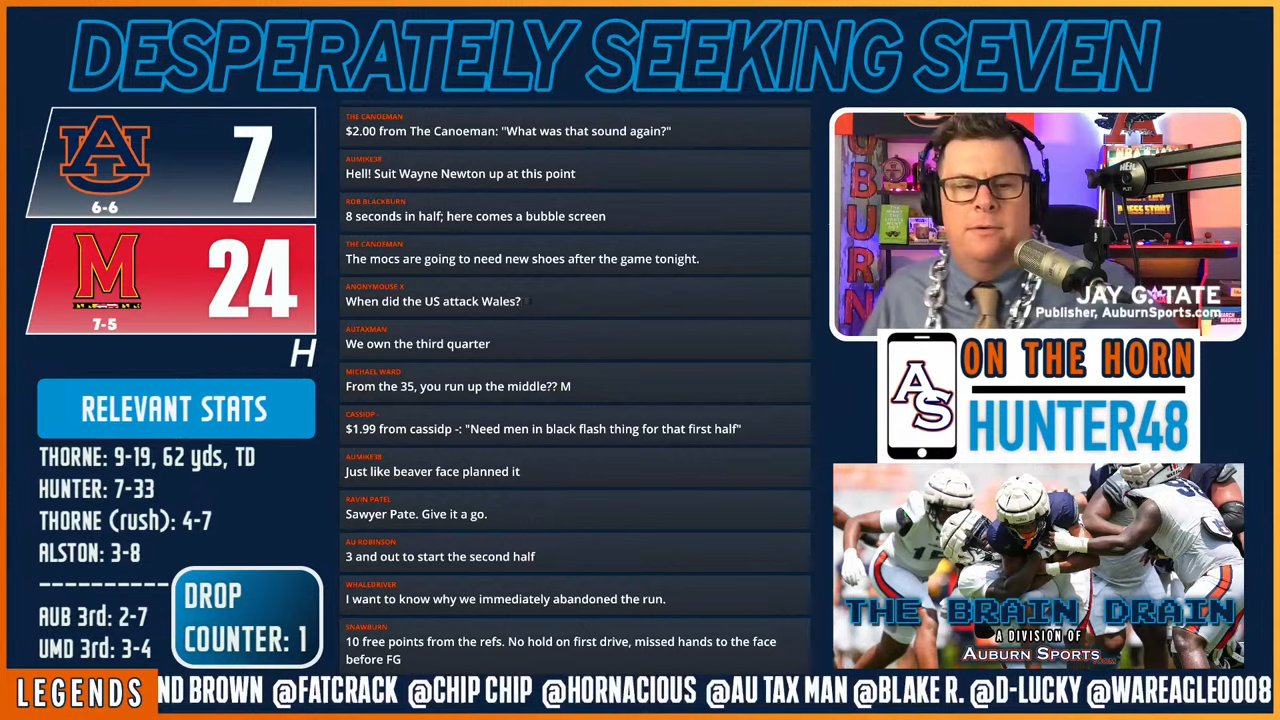 DESPERATELY SEEKING SEVEN
7
6-6
24
7-5
H
RELEVANT STATS
THORNE: 9-19, 62 yds, TD
HUNTER: 7-33
THORNE (rush): 4-7
ALSTON: 3-8
----------
AUB 3rd: 2-7
UMD 3rd: 3-4
DROP
COUNTER: 1
THE CANOEMAN
$2.00 from The Canoeman: "What was that sound again?"
AUMIKE38
Hell! Suit Wayne Newton up at this point
ROB BLACKBURN
8 seconds in half; here comes a bubble screen
THE CANOEMAN
The mocs are going to need new shoes after the game tonight.
ANONYMOUSE X
When did the US attack Wales?
AUTAXMAN
We own the third quarter
MICHAEL WARD
From the 35, you run up the middle?? M
CASSIDP -
$1.99 from cassidp -: "Need men in black flash thing for that first half"
AUMIKE38
Just like beaver face planned it
RAVIN PATEL
Sawyer Pate. Give it a go.
AU ROBINSON
3 and out to start the second half
WHALEDRIVER
I want to know why we immediately abandoned the run.
SNAWBURN
10 free points from the refs. No hold on first drive, missed hands to the face
before FG
JAY G. TATE
Publisher, AuburnSports.com
AS
ON THE HORN
HUNTER48
THE BRAIN DRAIN
A DIVISION OF
AUBURN SPORTS.com
LEGENDS
ND BROWN @FATCRACK @CHIP CHIP @HORNACIOUS @AU TAX MAN @BLAKE R. @D-LUCKY @WAREAGLE0008